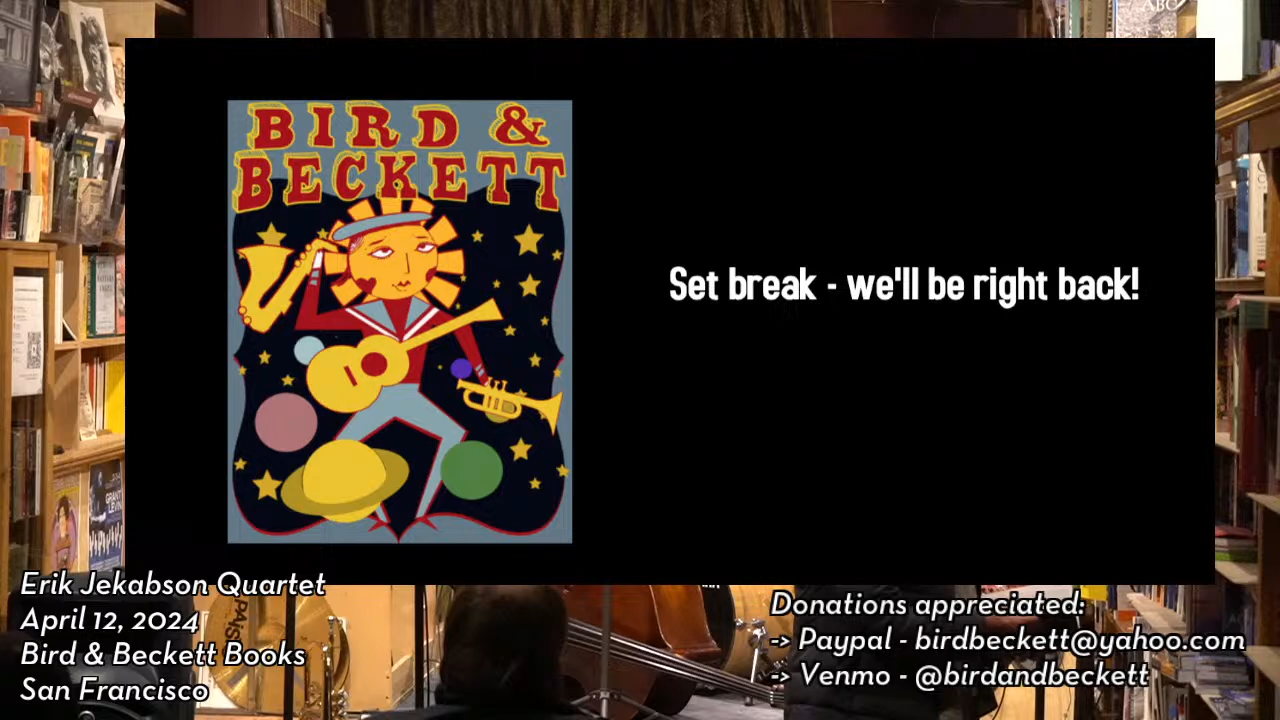 BIRD &
BECKETT
Set break - we'll be right back!
Erik Jekabson Quartet
April 12, 2024
Bird & Beckett Books
San Francisco
Donations appreciated:
-> Paypal - birdbeckett@yahoo.com
-> Venmo - @birdandbeckett
ABC